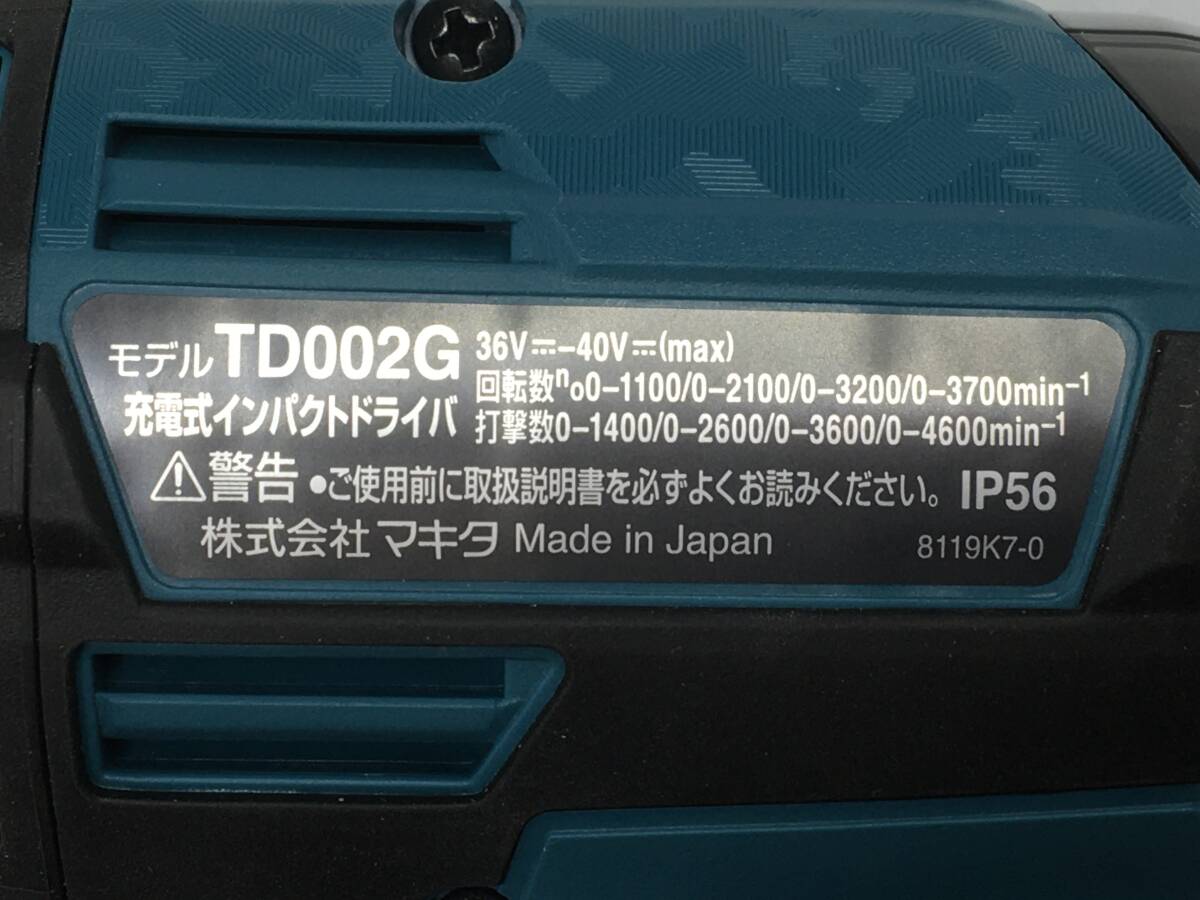 モデル TD002G
充電式インパクトドライバ
36V⎓-40V⎓(max)
回転数n₀0-1100/0-2100/0-3200/0-3700min⁻¹
打撃数0-1400/0-2600/0-3600/0-4600min⁻¹
⚠警告 ●ご使用前に取扱説明書を必ずよくお読みください。 IP56
株式会社 マキタ Made in Japan 8119K7-0